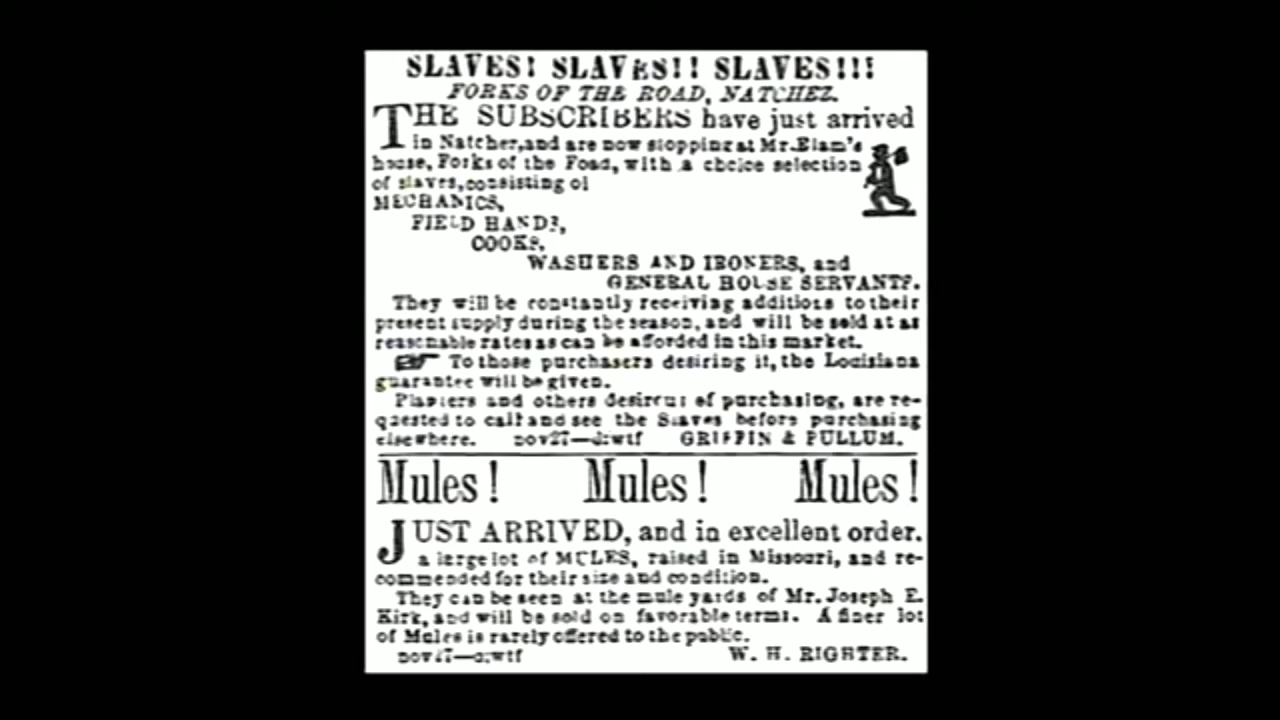 SLAVES! SLAVES!! SLAVES!!!
FORKS OF THE ROAD, NATCHEZ.
THE SUBSCRIBERS have just arrived
in Natchez, and are now stopping at Mr. Elam's
house, Forks of the Road, with a choice selection
of slaves, consisting of
MECHANICS,
FIELD HANDS,
COOKS,
WASHERS AND IRONERS, and
GENERAL HOUSE SERVANTS.
They will be constantly receiving additions to their
present supply during the season, and will be sold at as
reasonable rates as can be afforded in this market.
☞ To those purchasers desiring it, the Louisiana
guarantee will be given.
Planters and others desirous of purchasing, are re-
quested to call and see the Slaves before purchasing
elsewhere. nov27—d:wtf GRIFFIN & PULLUM.
Mules! Mules! Mules!
JUST ARRIVED, and in excellent order.
a large lot of MULES, raised in Missouri, and re-
commended for their size and condition.
They can be seen at the mule yards of Mr. Joseph E.
Kirk, and will be sold on favorable terms. A finer lot
of Mules is rarely offered to the public.
nov27—d:wtf W. H. RIGHTER.